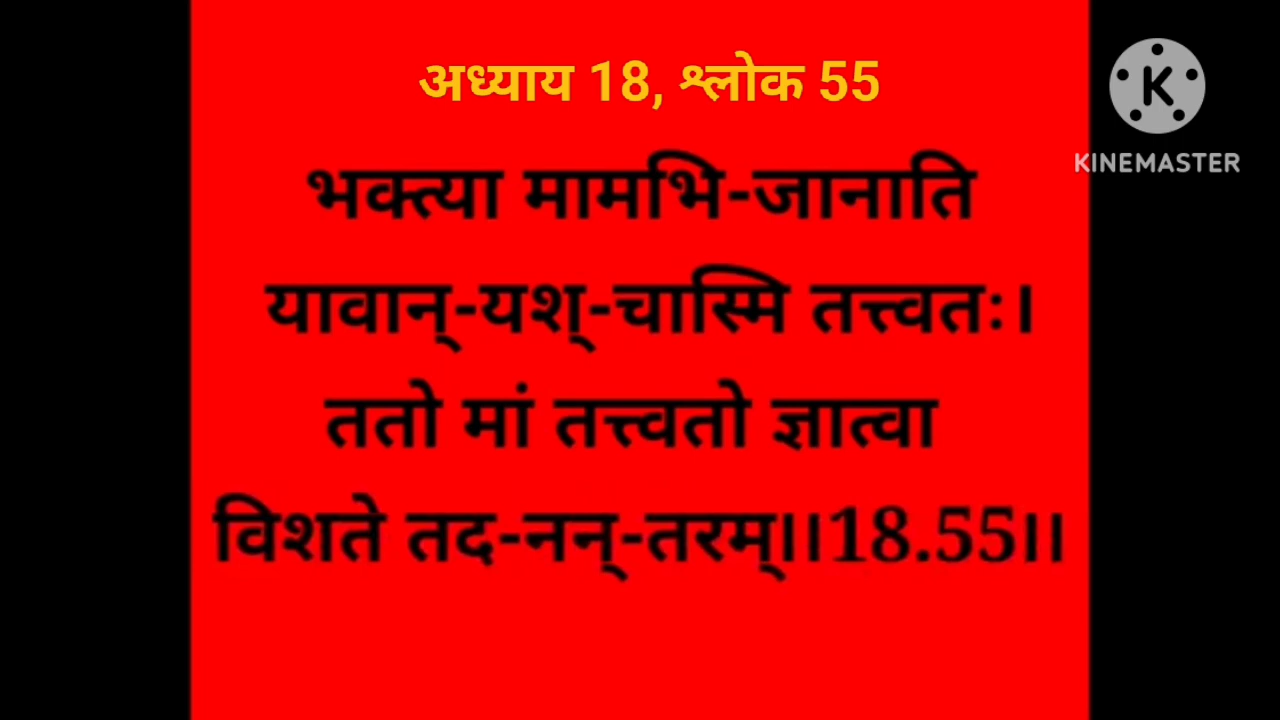 अध्याय 18, श्लोक 55
K
KINEMASTER
भक्त्या मामभि-जानाति
यावान्-यश्-चास्मि तत्त्वतः।
ततो मां तत्त्वतो ज्ञात्वा
विशते तद-नन्-तरम्।।18.55।।